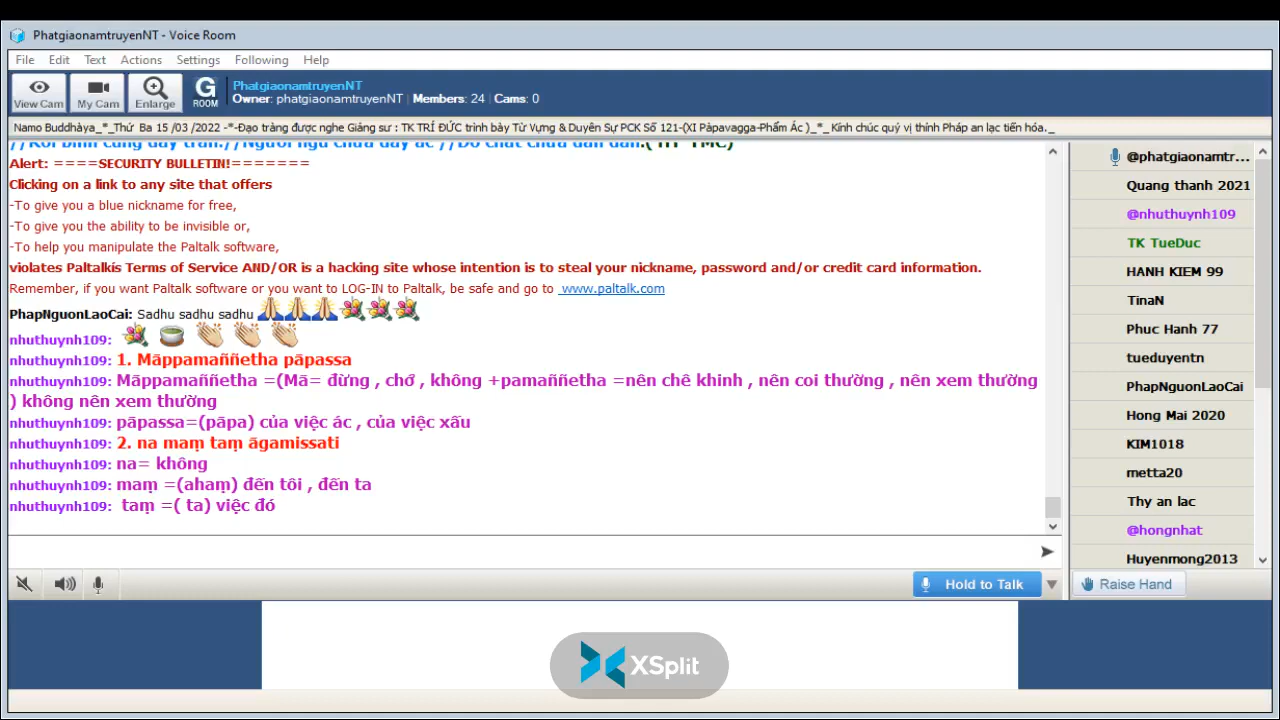 PhatgiaonamtruyenNT - Voice Room
File Edit Text Actions Settings Following Help
View Cam My Cam Enlarge G ROOM
PhatgiaonamtruyenNT
Owner: phatgiaonamtruyenNT | Members: 24 | Cams: 0
Namo Buddhàya_*_Thứ Ba 15 /03 /2022 -*-Đạo tràng được nghe Giảng sư : TK TRÍ ĐỨC trình bày Từ Vựng & Duyên Sự PCK Số 121-(XI Pàpavagga-Phẩm Ác )_*_ Kính chúc quý vị thính Pháp an lạc tiến hóa._
Alert: ====SECURITY BULLETIN!=======
Clicking on a link to any site that offers
-To give you a blue nickname for free,
-To give you the ability to be invisible or,
-To help you manipulate the Paltalk software,
violates Paltalkís Terms of Service AND/OR is a hacking site whose intention is to steal your nickname, password and/or credit card information.
Remember, if you want Paltalk software or you want to LOG-IN to Paltalk, be safe and go to www.paltalk.com
PhapNguonLaoCai: Sadhu sadhu sadhu
nhuthuynh109:
nhuthuynh109: 1. Māppamaññetha pāpassa
nhuthuynh109: Māppamaññetha =(Mā= đừng , chớ , không +pamaññetha =nên chê khinh , nên coi thường , nên xem thường
) không nên xem thường
nhuthuynh109: pāpassa=(pāpa) của việc ác , của việc xấu
nhuthuynh109: 2. na maṃ taṃ āgamissati
nhuthuynh109: na= không
nhuthuynh109: maṃ =(ahaṃ) đến tôi , đến ta
nhuthuynh109: taṃ =( ta) việc đó
@phatgiaonamtr...
Quang thanh 2021
@nhuthuynh109
TK TueDuc
HANH KIEM 99
TinaN
Phuc Hanh 77
tueduyentn
PhapNguonLaoCai
Hong Mai 2020
KIM1018
metta20
Thy an lac
@hongnhat
Huyenmong2013
Hold to Talk
Raise Hand
XSplit